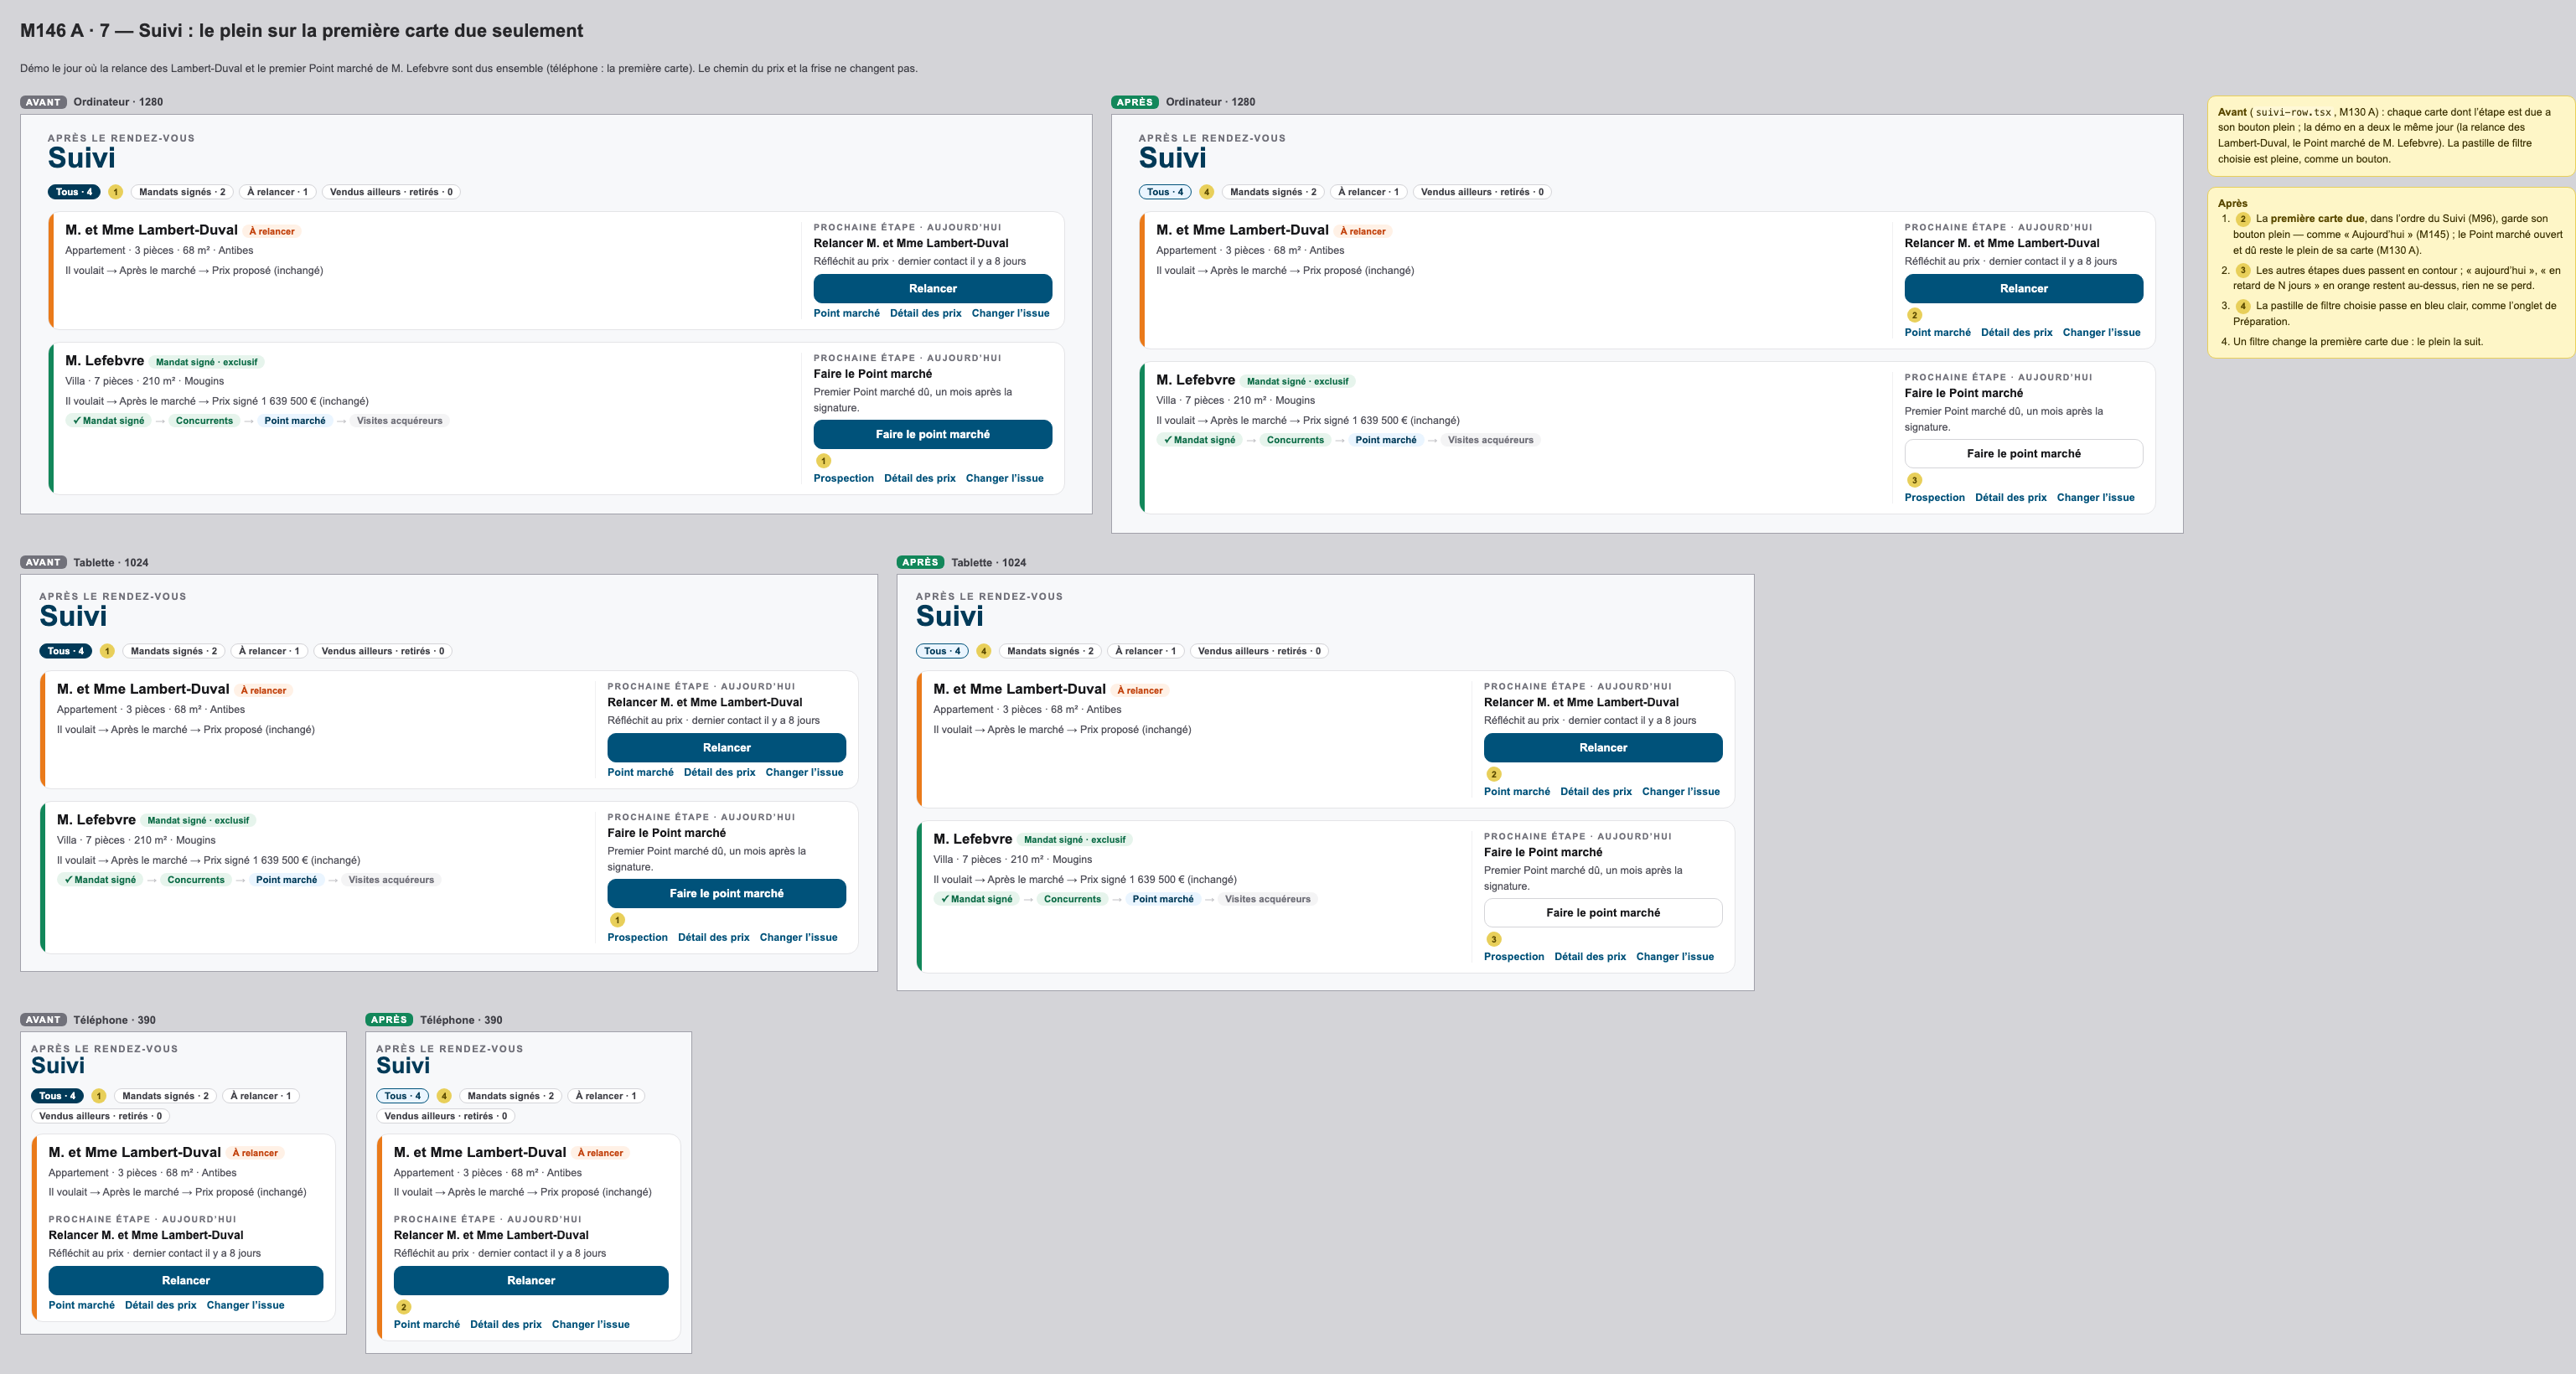 M146 A · 7 — Suivi : le plein sur la première carte due seulement
Démo le jour où la relance des Lambert-Duval et le premier Point marché de M. Lefebvre sont dus ensemble (téléphone : la première carte). Le chemin du prix et la frise ne changent pas.
AVANT Ordinateur · 1280
APRÈS LE RENDEZ-VOUS
Suivi
Tous · 4 1 Mandats signés · 2 À relancer · 1 Vendus ailleurs · retirés · 0
M. et Mme Lambert-Duval À relancer
Appartement · 3 pièces · 68 m² · Antibes
Il voulait → Après le marché → Prix proposé (inchangé)
PROCHAINE ÉTAPE · AUJOURD'HUI
Relancer M. et Mme Lambert-Duval
Réfléchit au prix · dernier contact il y a 8 jours
Relancer
Point marché Détail des prix Changer l'issue
M. Lefebvre Mandat signé · exclusif
Villa · 7 pièces · 210 m² · Mougins
Il voulait → Après le marché → Prix signé 1 639 500 € (inchangé)
✓ Mandat signé → Concurrents → Point marché → Visites acquéreurs
PROCHAINE ÉTAPE · AUJOURD'HUI
Faire le Point marché
Premier Point marché dû, un mois après la
signature.
Faire le point marché
1
Prospection Détail des prix Changer l'issue
APRÈS Ordinateur · 1280
APRÈS LE RENDEZ-VOUS
Suivi
Tous · 4 4 Mandats signés · 2 À relancer · 1 Vendus ailleurs · retirés · 0
M. et Mme Lambert-Duval À relancer
Appartement · 3 pièces · 68 m² · Antibes
Il voulait → Après le marché → Prix proposé (inchangé)
PROCHAINE ÉTAPE · AUJOURD'HUI
Relancer M. et Mme Lambert-Duval
Réfléchit au prix · dernier contact il y a 8 jours
Relancer
2
Point marché Détail des prix Changer l'issue
M. Lefebvre Mandat signé · exclusif
Villa · 7 pièces · 210 m² · Mougins
Il voulait → Après le marché → Prix signé 1 639 500 € (inchangé)
✓ Mandat signé → Concurrents → Point marché → Visites acquéreurs
PROCHAINE ÉTAPE · AUJOURD'HUI
Faire le Point marché
Premier Point marché dû, un mois après la
signature.
Faire le point marché
3
Prospection Détail des prix Changer l'issue
Avant ( suivi-row.tsx , M130 A) : chaque carte dont l'étape est due a
son bouton plein ; la démo en a deux le même jour (la relance des
Lambert-Duval, le Point marché de M. Lefebvre). La pastille de filtre
choisie est pleine, comme un bouton.
Après
1. 2 La première carte due, dans l'ordre du Suivi (M96), garde son
bouton plein — comme « Aujourd'hui » (M145) ; le Point marché ouvert
et dû reste le plein de sa carte (M130 A).
2. 3 Les autres étapes dues passent en contour ; « aujourd'hui », « en
retard de N jours » en orange restent au-dessus, rien ne se perd.
3. 4 La pastille de filtre choisie passe en bleu clair, comme l'onglet de
Préparation.
4. Un filtre change la première carte due : le plein la suit.
AVANT Tablette · 1024
APRÈS LE RENDEZ-VOUS
Suivi
Tous · 4 1 Mandats signés · 2 À relancer · 1 Vendus ailleurs · retirés · 0
M. et Mme Lambert-Duval À relancer
Appartement · 3 pièces · 68 m² · Antibes
Il voulait → Après le marché → Prix proposé (inchangé)
PROCHAINE ÉTAPE · AUJOURD'HUI
Relancer M. et Mme Lambert-Duval
Réfléchit au prix · dernier contact il y a 8 jours
Relancer
Point marché Détail des prix Changer l'issue
M. Lefebvre Mandat signé · exclusif
Villa · 7 pièces · 210 m² · Mougins
Il voulait → Après le marché → Prix signé 1 639 500 € (inchangé)
✓ Mandat signé → Concurrents → Point marché → Visites acquéreurs
PROCHAINE ÉTAPE · AUJOURD'HUI
Faire le Point marché
Premier Point marché dû, un mois après la
signature.
Faire le point marché
1
Prospection Détail des prix Changer l'issue
APRÈS Tablette · 1024
APRÈS LE RENDEZ-VOUS
Suivi
Tous · 4 4 Mandats signés · 2 À relancer · 1 Vendus ailleurs · retirés · 0
M. et Mme Lambert-Duval À relancer
Appartement · 3 pièces · 68 m² · Antibes
Il voulait → Après le marché → Prix proposé (inchangé)
PROCHAINE ÉTAPE · AUJOURD'HUI
Relancer M. et Mme Lambert-Duval
Réfléchit au prix · dernier contact il y a 8 jours
Relancer
2
Point marché Détail des prix Changer l'issue
M. Lefebvre Mandat signé · exclusif
Villa · 7 pièces · 210 m² · Mougins
Il voulait → Après le marché → Prix signé 1 639 500 € (inchangé)
✓ Mandat signé → Concurrents → Point marché → Visites acquéreurs
PROCHAINE ÉTAPE · AUJOURD'HUI
Faire le Point marché
Premier Point marché dû, un mois après la
signature.
Faire le point marché
3
Prospection Détail des prix Changer l'issue
AVANT Téléphone · 390
APRÈS LE RENDEZ-VOUS
Suivi
Tous · 4 1 Mandats signés · 2 À relancer · 1
Vendus ailleurs · retirés · 0
M. et Mme Lambert-Duval À relancer
Appartement · 3 pièces · 68 m² · Antibes
Il voulait → Après le marché → Prix proposé (inchangé)
PROCHAINE ÉTAPE · AUJOURD'HUI
Relancer M. et Mme Lambert-Duval
Réfléchit au prix · dernier contact il y a 8 jours
Relancer
Point marché Détail des prix Changer l'issue
APRÈS Téléphone · 390
APRÈS LE RENDEZ-VOUS
Suivi
Tous · 4 4 Mandats signés · 2 À relancer · 1
Vendus ailleurs · retirés · 0
M. et Mme Lambert-Duval À relancer
Appartement · 3 pièces · 68 m² · Antibes
Il voulait → Après le marché → Prix proposé (inchangé)
PROCHAINE ÉTAPE · AUJOURD'HUI
Relancer M. et Mme Lambert-Duval
Réfléchit au prix · dernier contact il y a 8 jours
Relancer
2
Point marché Détail des prix Changer l'issue